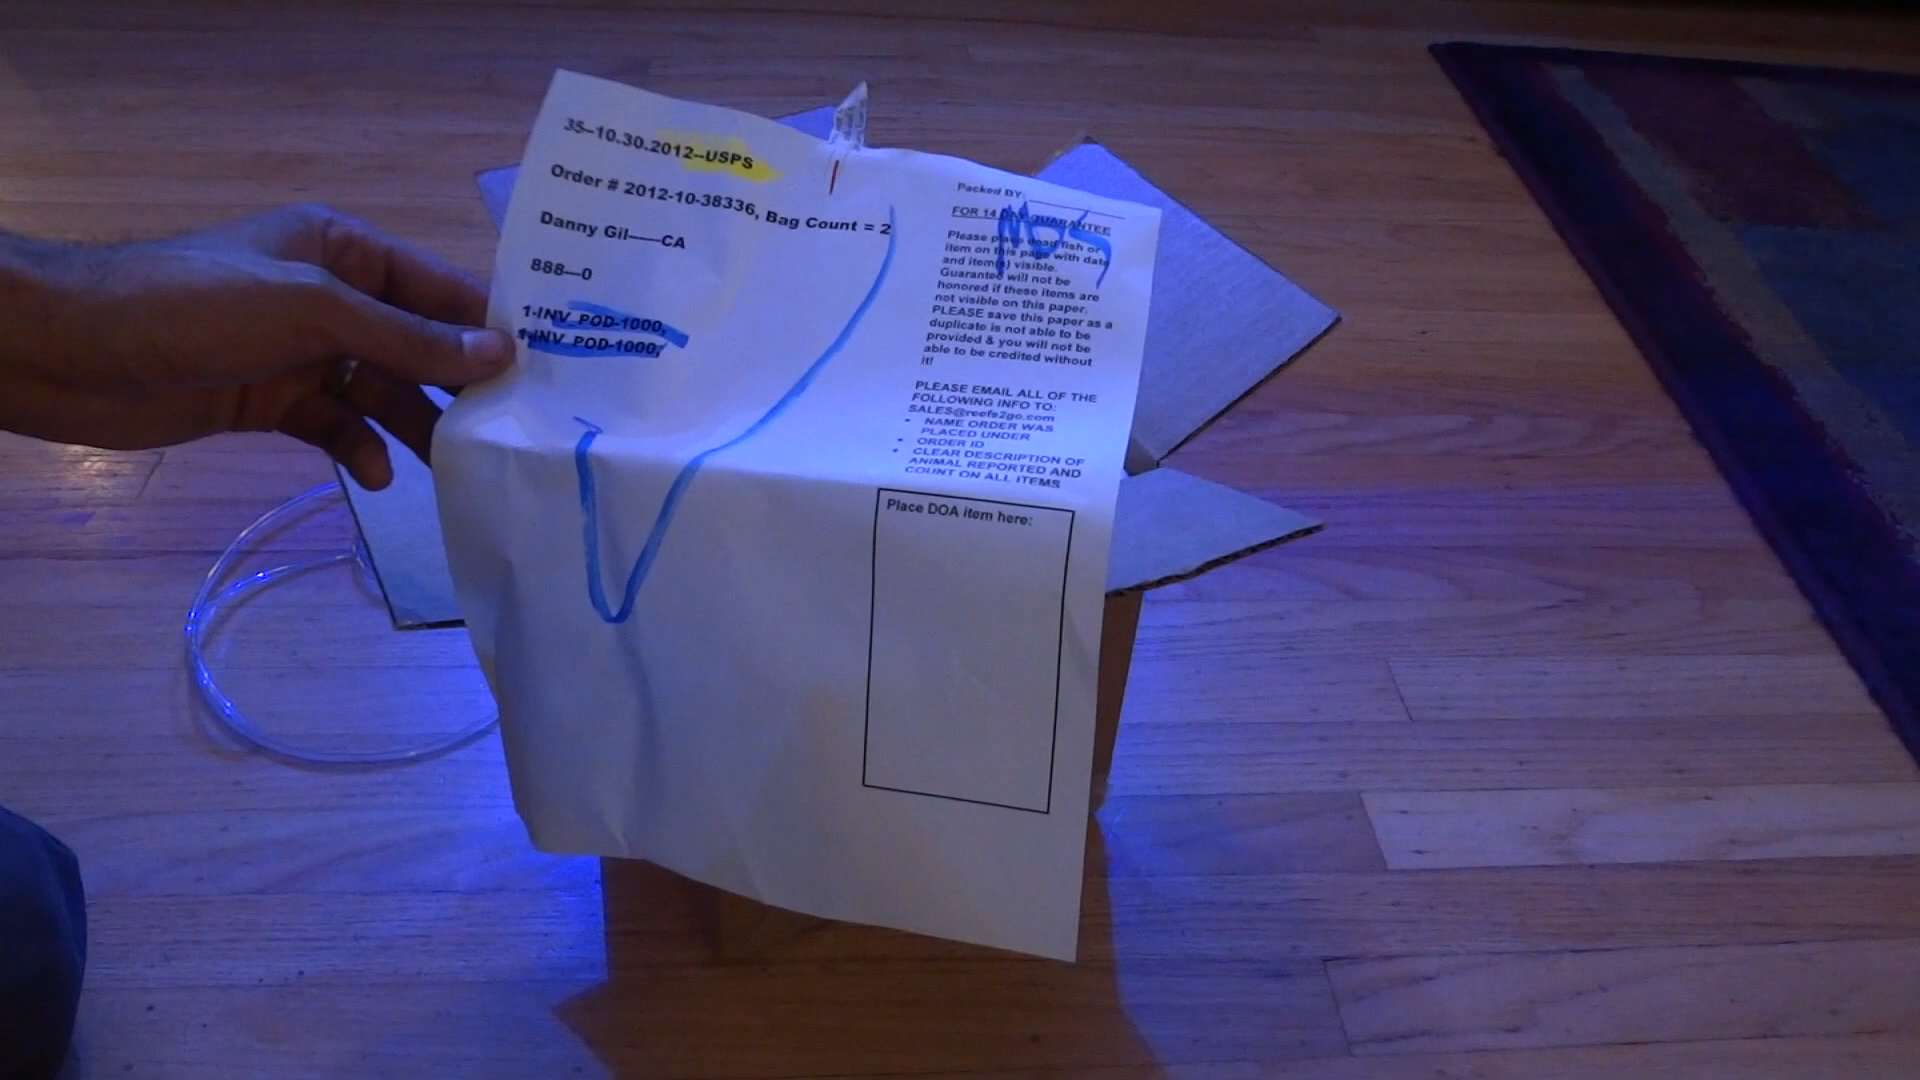 35–10.30.2012--USPS
Order # 2012-10-38336, Bag Count = 2
Danny Gil——CA
888—0
1-INV_POD-1000,
1-INV_POD-1000,
Packed BY:
MDS
FOR 14 DAY GUARANTEE
Please place dead fish or
item on this page with date
and item(s) visible.
Guarantee will not be
honored if these items are
not visible on this paper.
PLEASE save this paper as a
duplicate is not able to be
provided & you will not be
able to be credited without
it!
PLEASE EMAIL ALL OF THE
FOLLOWING INFO TO:
SALES@reefs2go.com
• NAME ORDER WAS
PLACED UNDER
• ORDER ID
• CLEAR DESCRIPTION OF
ANIMAL REPORTED AND
COUNT ON ALL ITEMS
Place DOA item here: